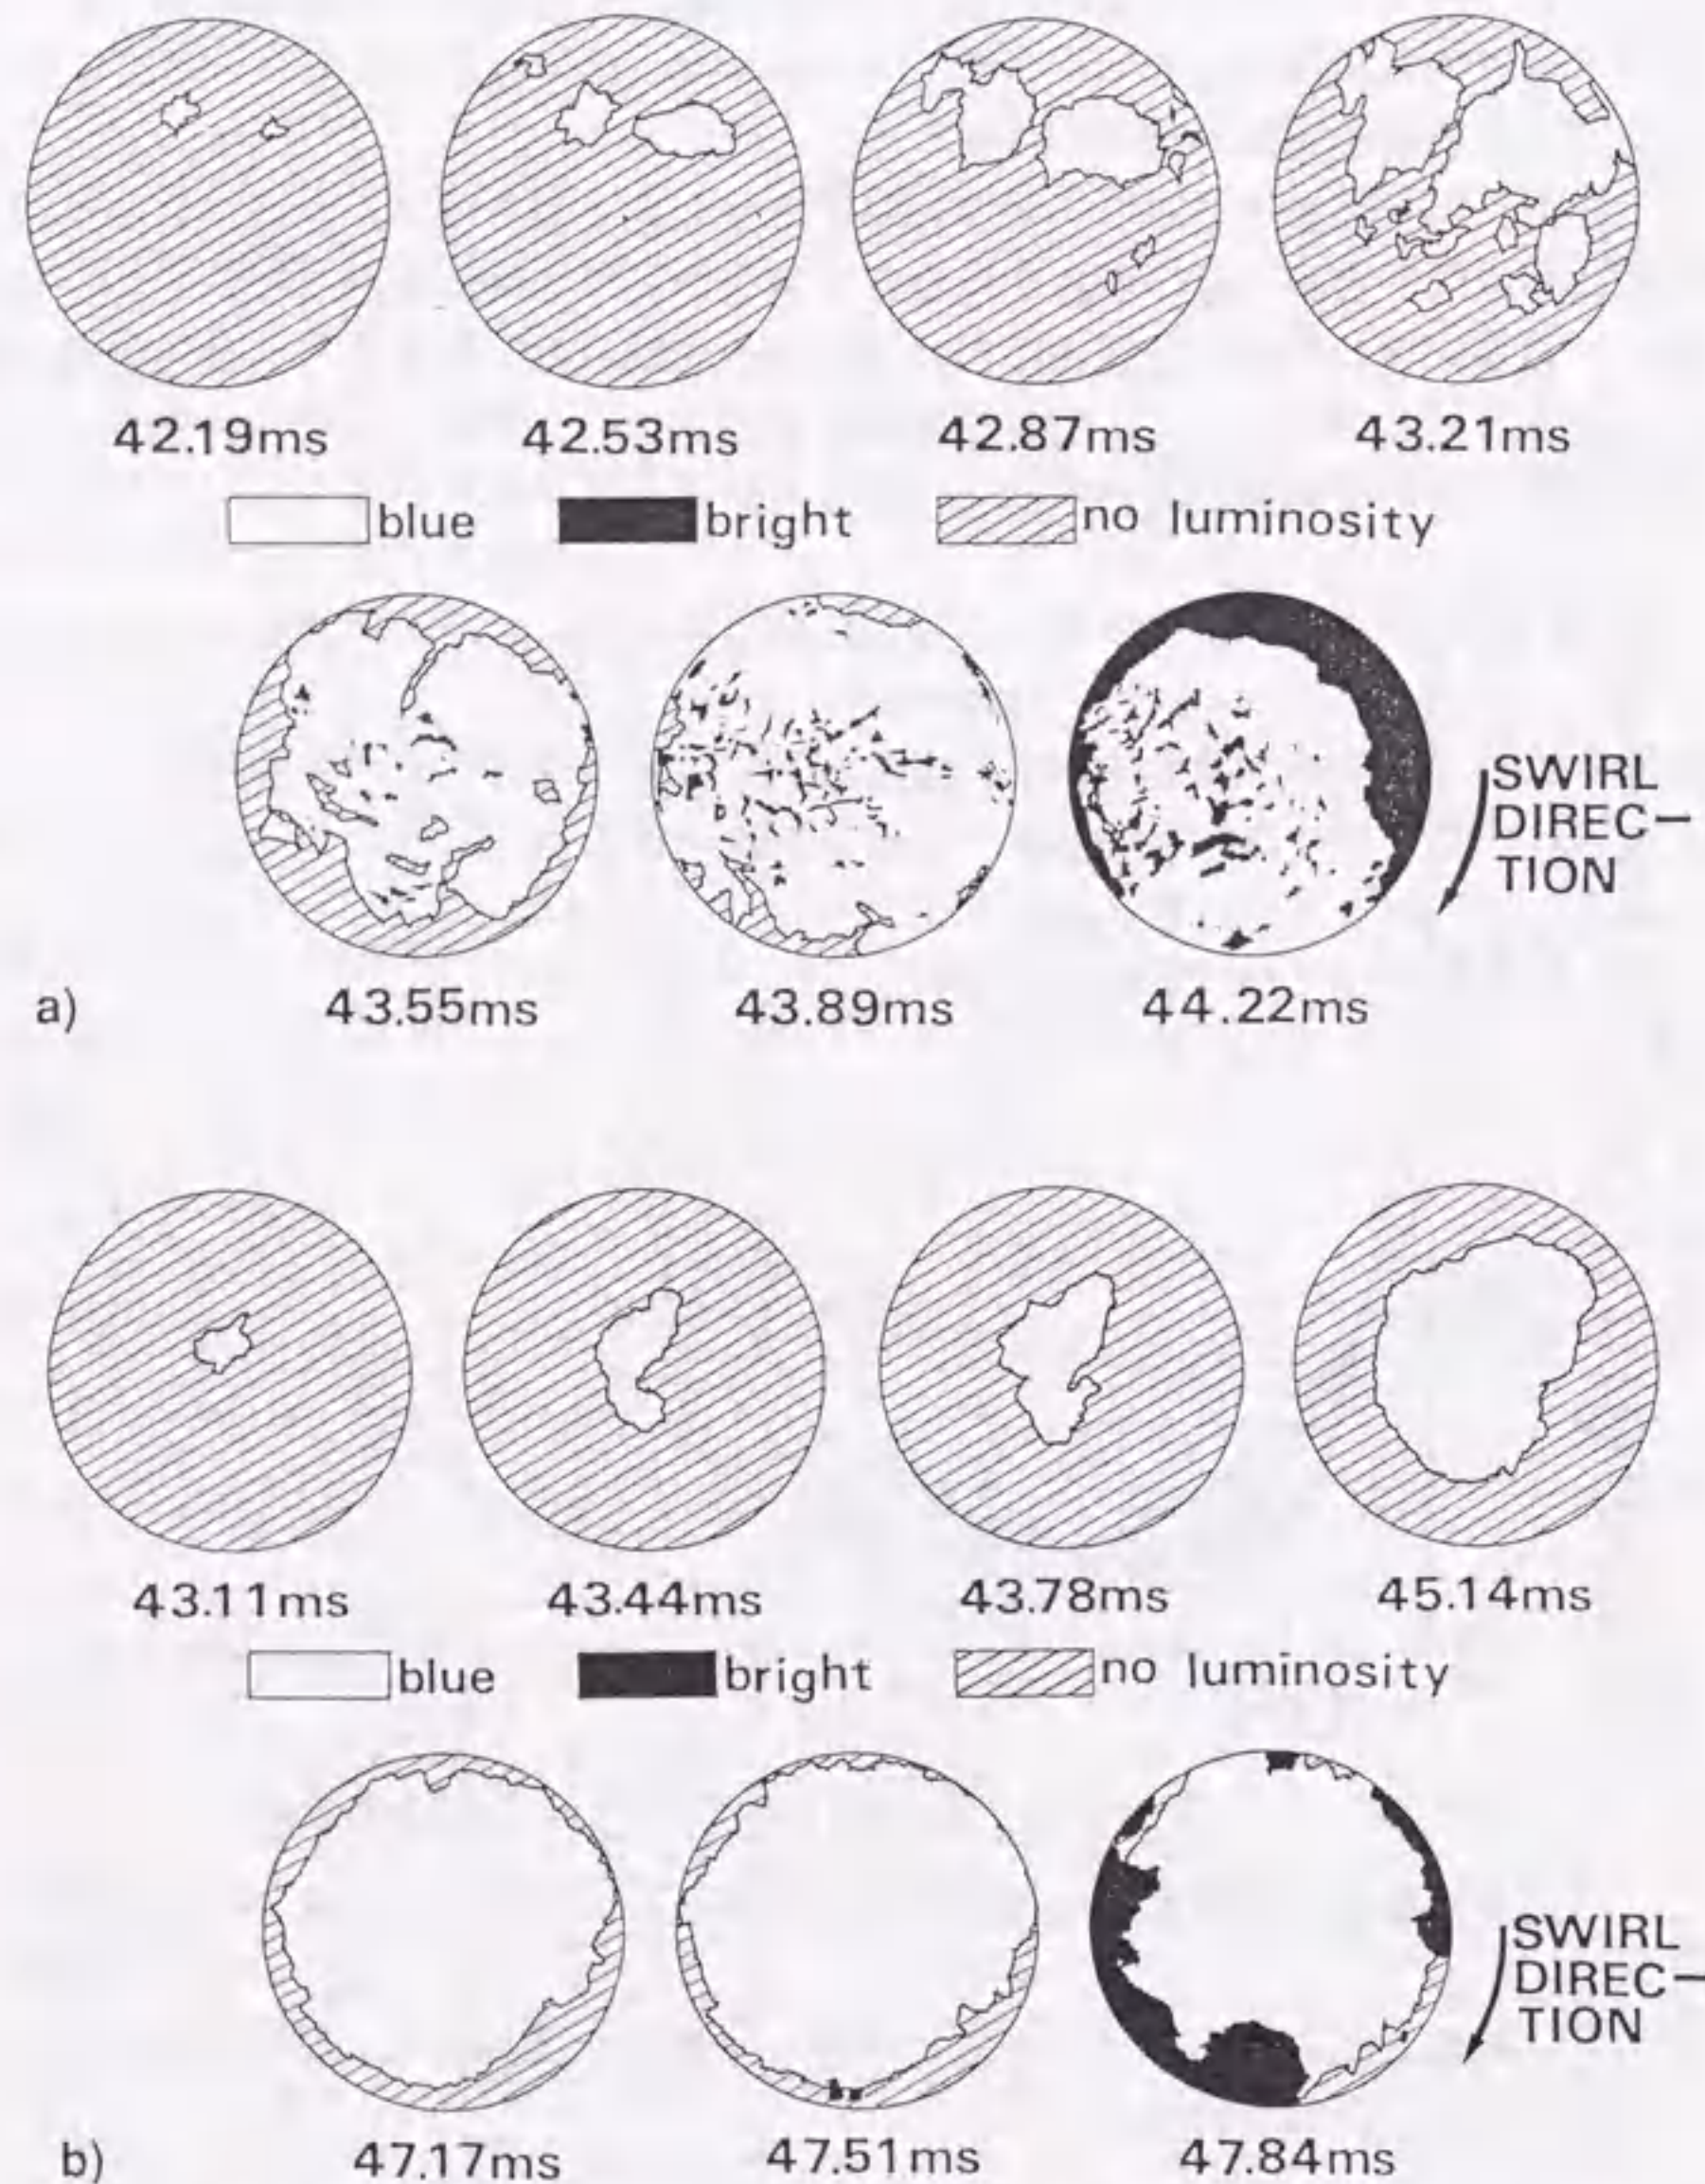 42.19ms 42.53ms 42.87ms 43.21ms
blue bright no luminosity
SWIRL
DIREC-
TION
43.55ms 43.89ms 44.22ms
a)
43.11ms 43.44ms 43.78ms 45.14ms
blue bright no luminosity
SWIRL
DIREC-
TION
47.17ms 47.51ms 47.84ms
b)